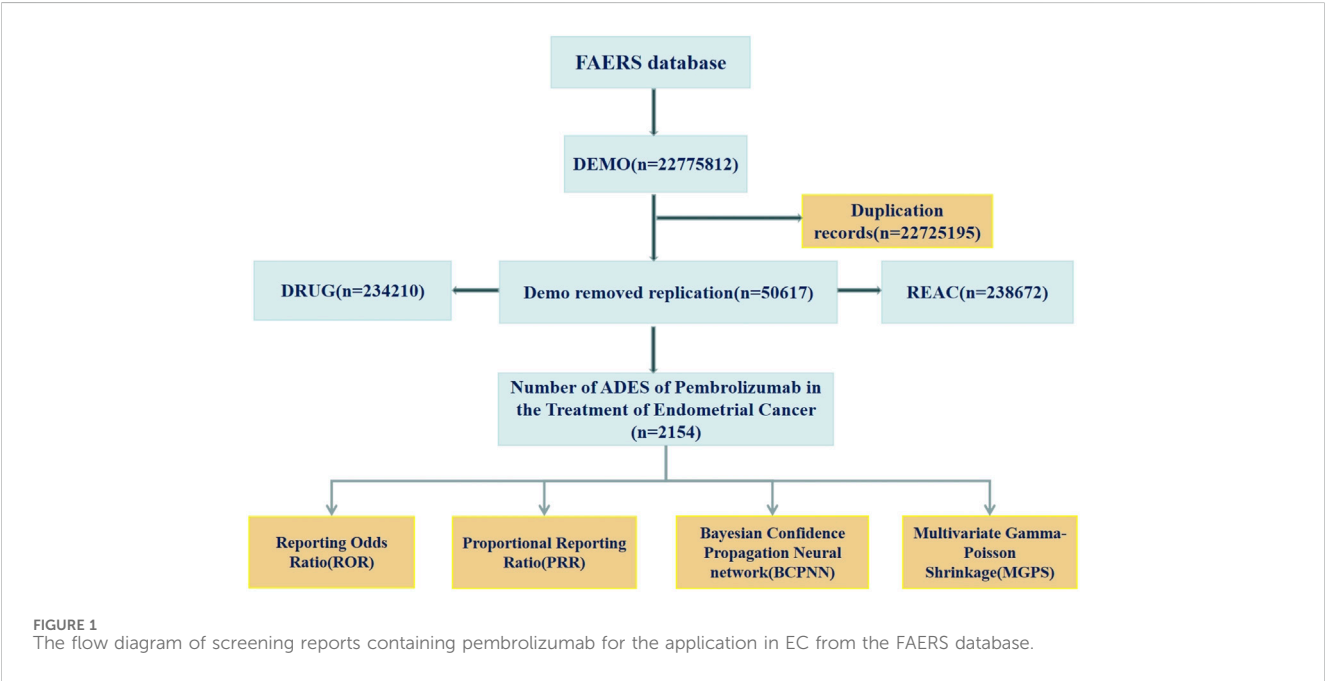 FAERS database
DEMO(n=22775812)
Duplication
records(n=22725195)
DRUG(n=234210)
Demo removed replication(n=50617)
REAC(n=238672)
Number of ADES of Pembrolizumab in
the Treatment of Endometrial Cancer
(n=2154)
Reporting Odds
Ratio(ROR)
Proportional Reporting
Ratio(PRR)
Bayesian Confidence
Propagation Neural
network(BCPNN)
Multivariate Gamma-
Poisson
Shrinkage(MGPS)
FIGURE 1
The flow diagram of screening reports containing pembrolizumab for the application in EC from the FAERS database.